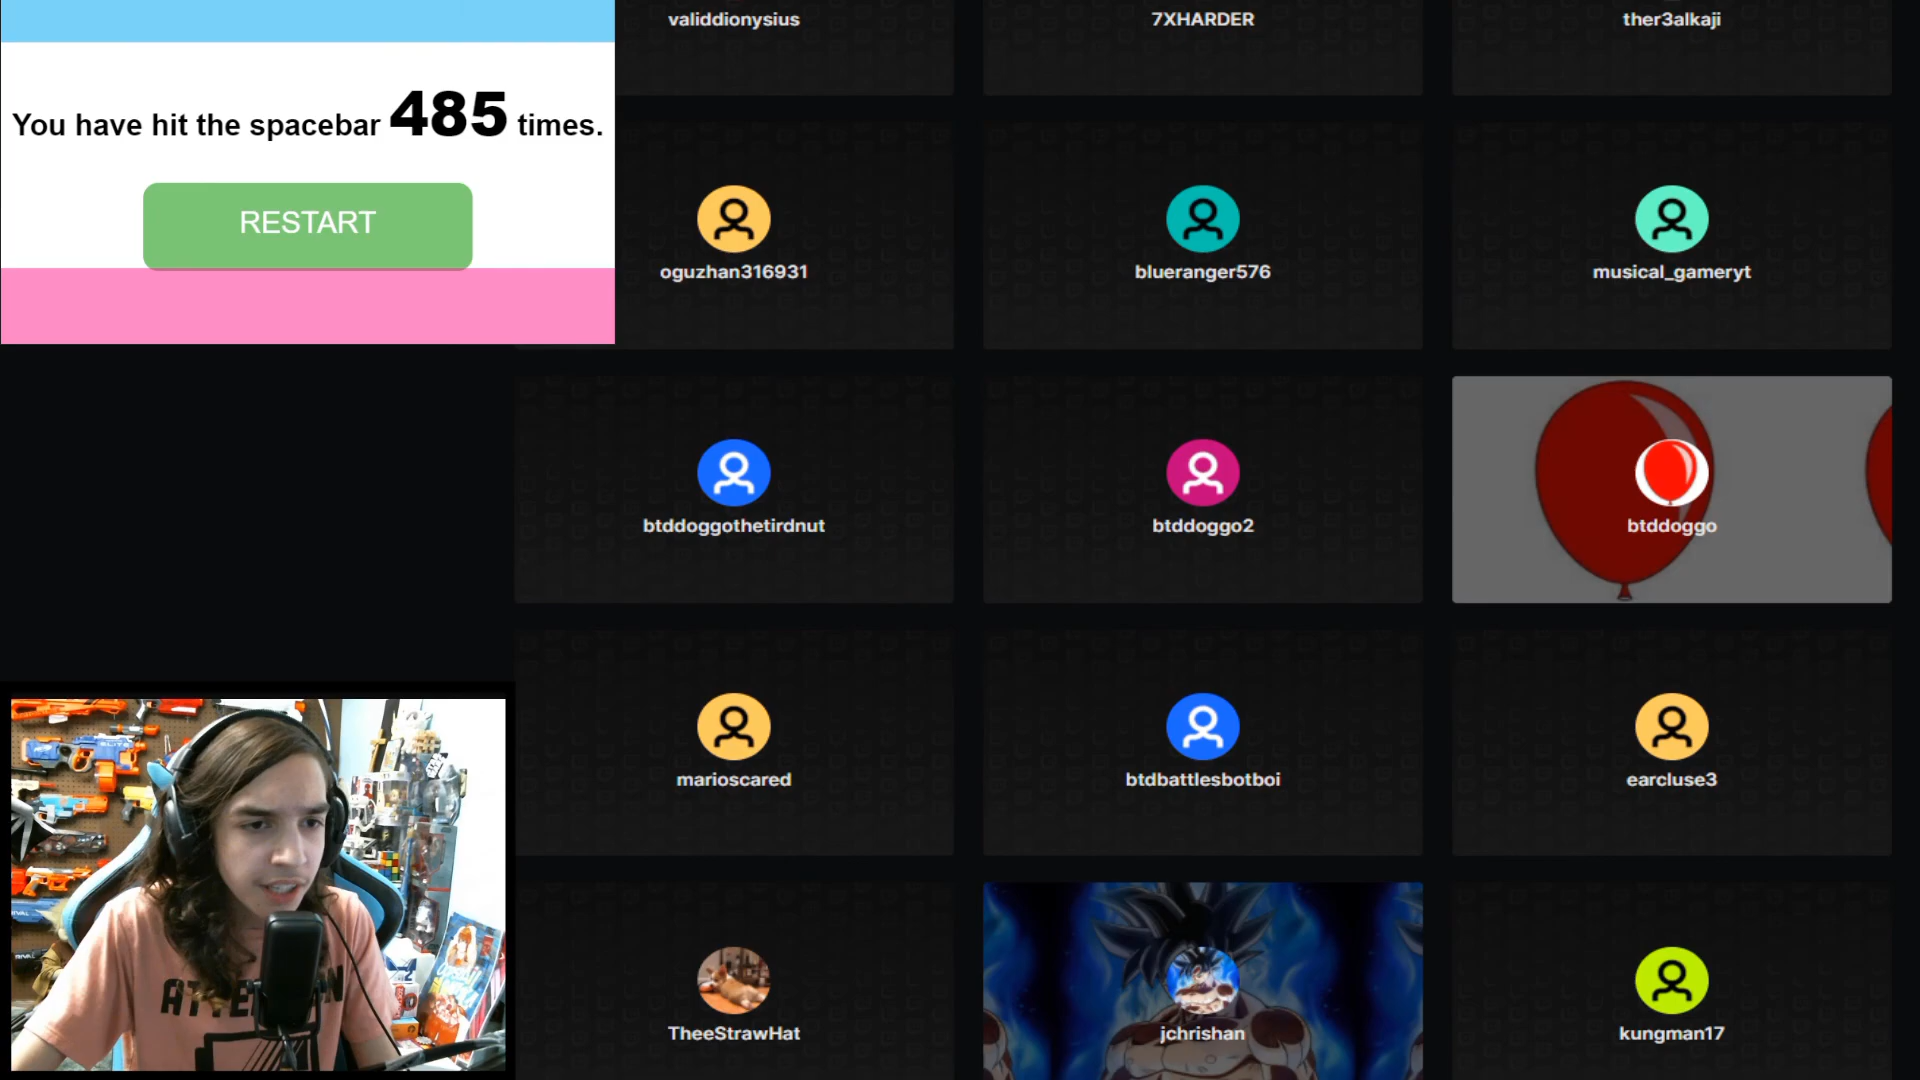 validdionysius
7XHARDER
ther3alkaji
You have hit the spacebar 485 times.
RESTART
oguzhan316931
blueranger576
musical_gameryt
btddoggothetirdnut
btddoggo2
btddoggo
marioscared
btdbattlesbotboi
earcluse3
TheeStrawHat
jchrishan
kungman17